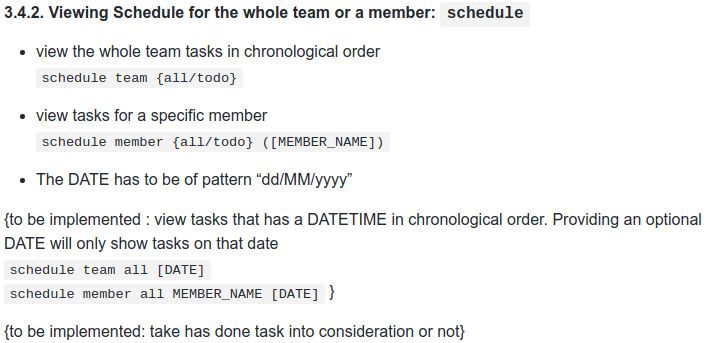 3.4.2. Viewing Schedule for the whole team or a member: schedule
• view the whole team tasks in chronological order
schedule team {all/todo}
• view tasks for a specific member
schedule member {all/todo} ([MEMBER_NAME])
• The DATE has to be of pattern “dd/MM/yyyy”
{to be implemented : view tasks that has a DATETIME in chronological order. Providing an optional
DATE will only show tasks on that date
schedule team all [DATE]
schedule member all MEMBER_NAME [DATE] }
{to be implemented: take has done task into consideration or not}